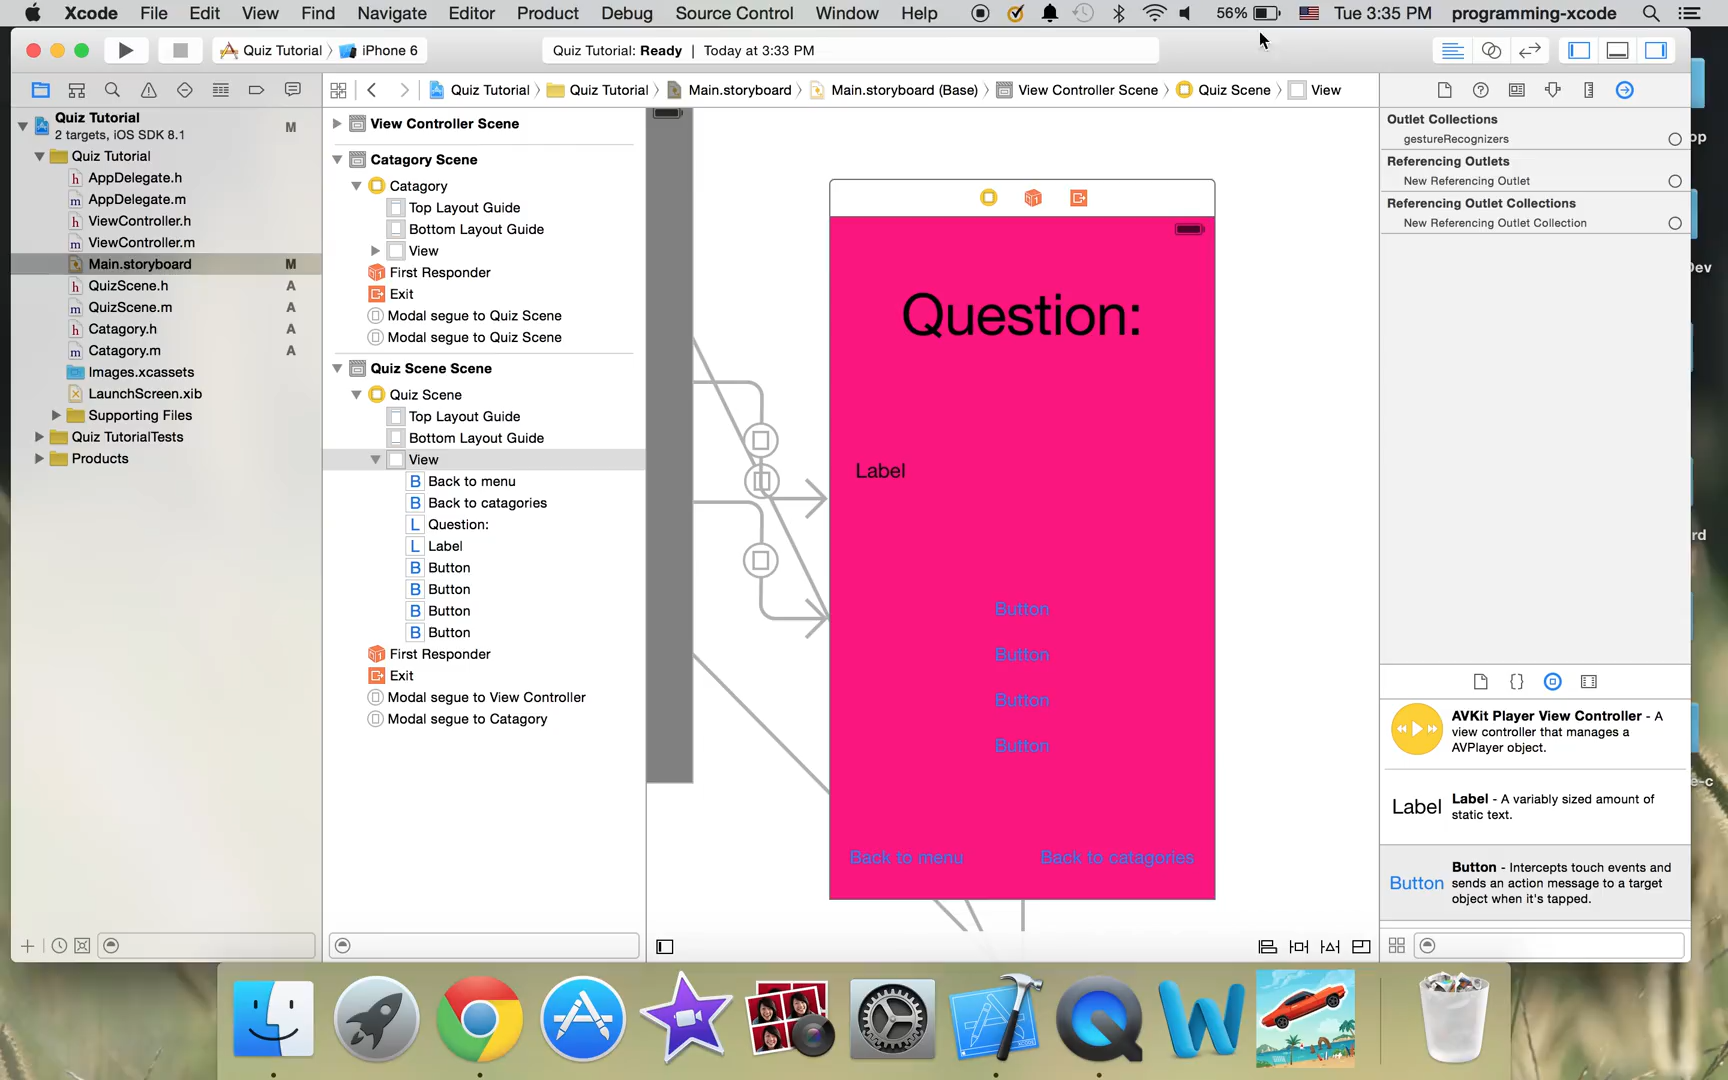 Xcode File Edit View Find Navigate Editor Product Debug Source Control Window Help 56% Tue 3:35 PM programming-xcode
Quiz Tutorial iPhone 6 Quiz Tutorial: Ready | Today at 3:33 PM
Quiz Tutorial Quiz Tutorial Main.storyboard Main.storyboard (Base) View Controller Scene Quiz Scene View
Quiz Tutorial M
2 targets, iOS SDK 8.1
Quiz Tutorial
h AppDelegate.h
m AppDelegate.m
h ViewController.h
m ViewController.m
Main.storyboard M
h QuizScene.h A
m QuizScene.m A
h Catagory.h A
m Catagory.m A
Images.xcassets
LaunchScreen.xib
Supporting Files
Quiz TutorialTests
Products
View Controller Scene
Catagory Scene
Catagory
Top Layout Guide
Bottom Layout Guide
View
First Responder
Exit
Modal segue to Quiz Scene
Modal segue to Quiz Scene
Quiz Scene Scene
Quiz Scene
Top Layout Guide
Bottom Layout Guide
View
B Back to menu
B Back to catagories
L Question:
L Label
B Button
B Button
B Button
B Button
First Responder
Exit
Modal segue to View Controller
Modal segue to Catagory
Question:
Label
Button
Button
Button
Button
Back to menu Back to catagories
Outlet Collections
gestureRecognizers
Referencing Outlets
New Referencing Outlet
Referencing Outlet Collections
New Referencing Outlet Collection
{}
AVKit Player View Controller - A
view controller that manages a
AVPlayer object.
Label Label - A variably sized amount of
static text.
Button Button - Intercepts touch events and
sends an action message to a target
object when it's tapped.
op
Dev
rd
e-c